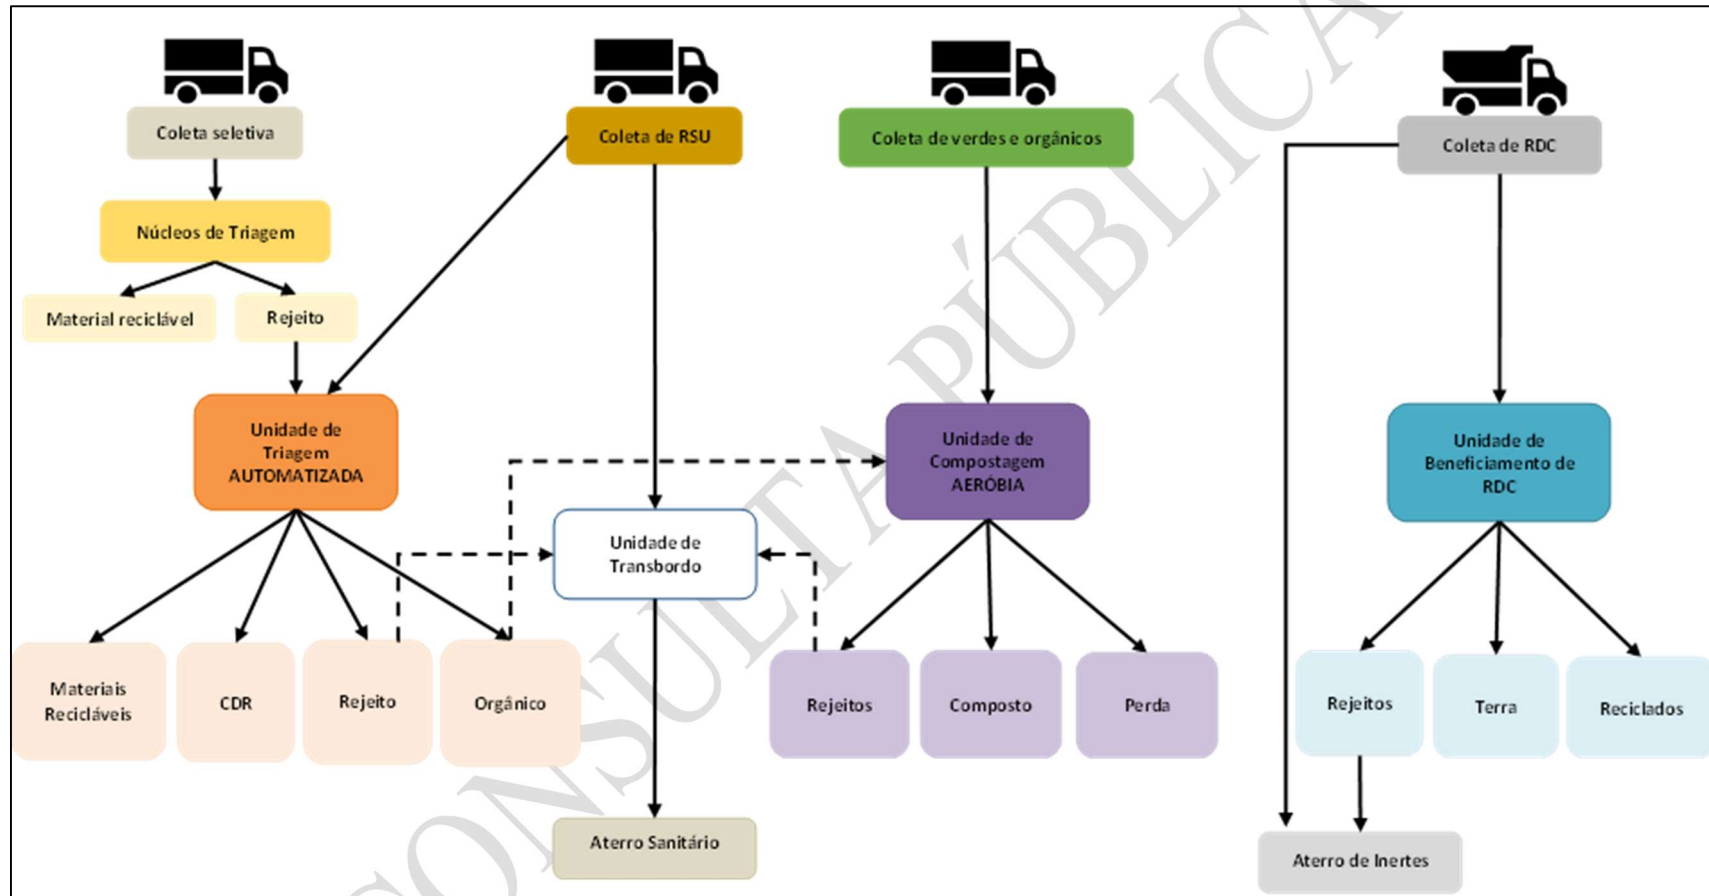 Coleta seletiva
Coleta de RSU
Coleta de verdes e orgânicos
Coleta de RDC
Núcleos de Triagem
Material reciclável
Rejeito
Unidade de
Triagem
AUTOMATIZADA
Unidade de
Compostagem
AERÓBIA
Unidade de
Beneficiamento de
RDC
Unidade de
Transbordo
Materiais
Recicláveis
CDR
Rejeito
Orgânico
Rejeitos
Composto
Perda
Rejeitos
Terra
Reciclados
Aterro Sanitário
Aterro de Inertes
CONSULTA PÚBLICA